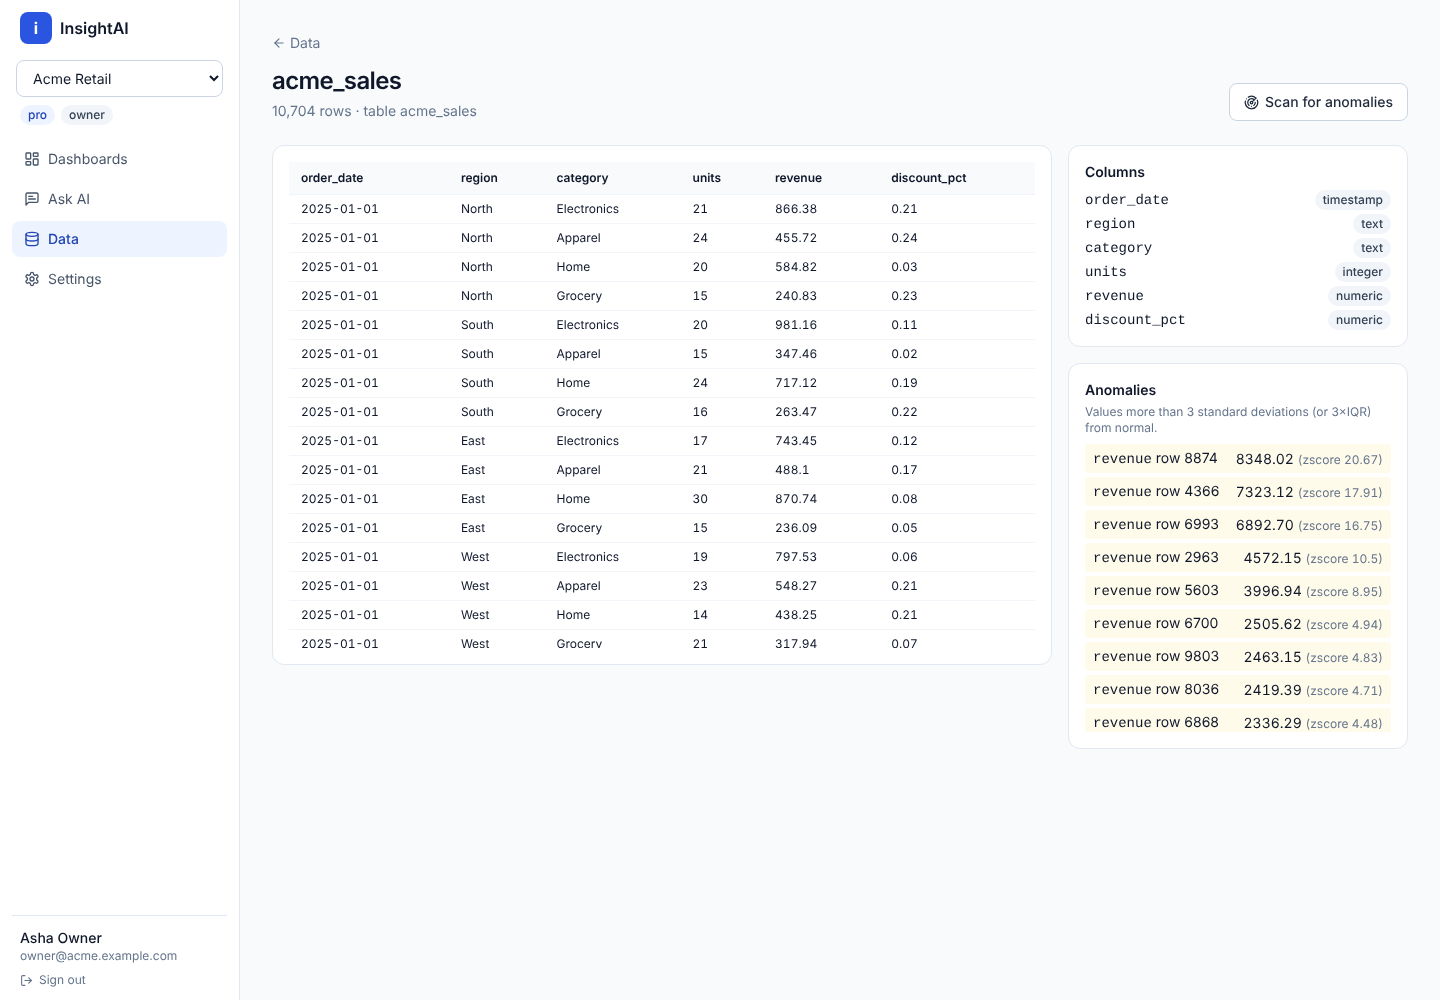 i InsightAI
Acme Retail
pro owner
Dashboards
Ask AI
Data
Settings
Asha Owner
owner@acme.example.com
Sign out
← Data
acme_sales
10,704 rows · table acme_sales
Scan for anomalies
order_date region category units revenue discount_pct
2025-01-01 North Electronics 21 866.38 0.21
2025-01-01 North Apparel 24 455.72 0.24
2025-01-01 North Home 20 584.82 0.03
2025-01-01 North Grocery 15 240.83 0.23
2025-01-01 South Electronics 20 981.16 0.11
2025-01-01 South Apparel 15 347.46 0.02
2025-01-01 South Home 24 717.12 0.19
2025-01-01 South Grocery 16 263.47 0.22
2025-01-01 East Electronics 17 743.45 0.12
2025-01-01 East Apparel 21 488.1 0.17
2025-01-01 East Home 30 870.74 0.08
2025-01-01 East Grocery 15 236.09 0.05
2025-01-01 West Electronics 19 797.53 0.06
2025-01-01 West Apparel 23 548.27 0.21
2025-01-01 West Home 14 438.25 0.21
2025-01-01 West Grocery 21 317.94 0.07
Columns
order_date timestamp
region text
category text
units integer
revenue numeric
discount_pct numeric
Anomalies
Values more than 3 standard deviations (or 3×IQR)
from normal.
revenue row 8874 8348.02 (zscore 20.67)
revenue row 4366 7323.12 (zscore 17.91)
revenue row 6993 6892.70 (zscore 16.75)
revenue row 2963 4572.15 (zscore 10.5)
revenue row 5603 3996.94 (zscore 8.95)
revenue row 6700 2505.62 (zscore 4.94)
revenue row 9803 2463.15 (zscore 4.83)
revenue row 8036 2419.39 (zscore 4.71)
revenue row 6868 2336.29 (zscore 4.48)